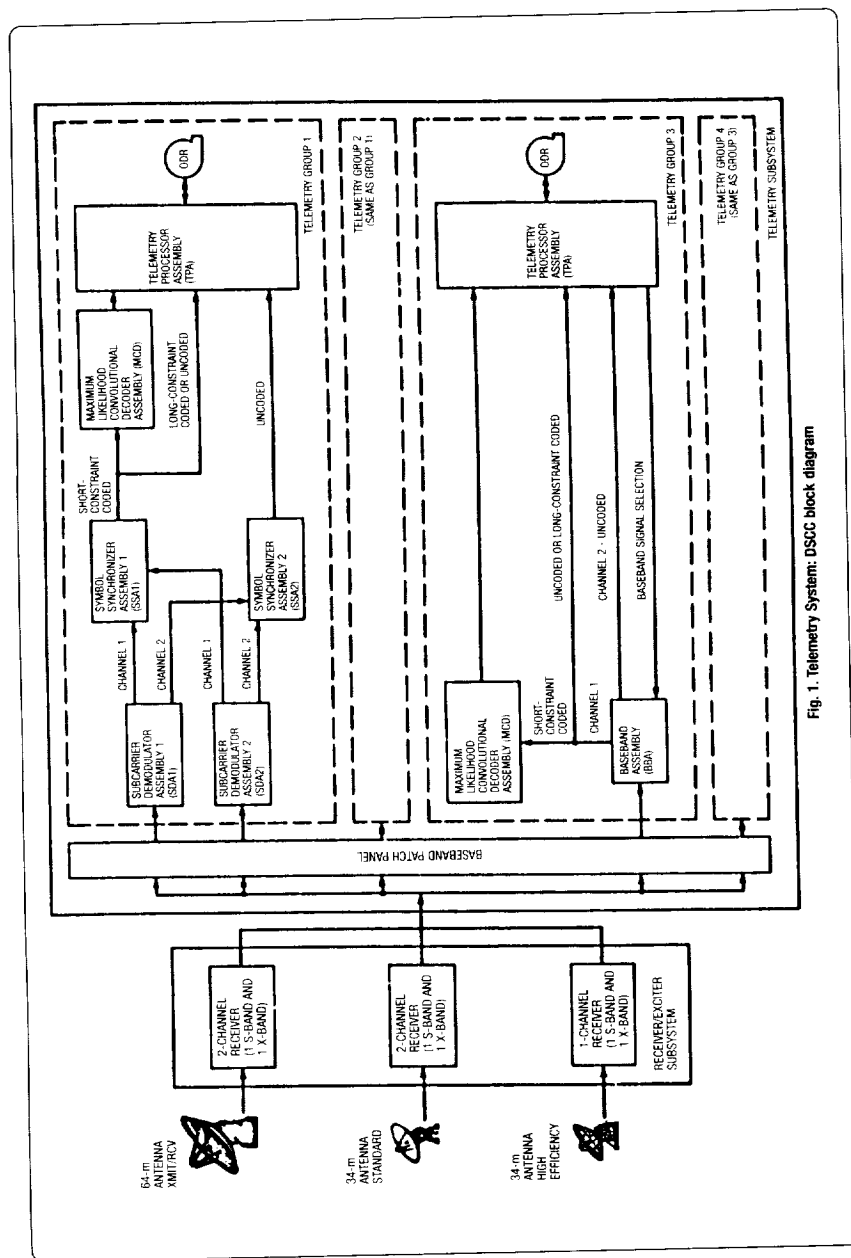 64-m
ANTENNA
XMIT/RCV
34-m
ANTENNA
STANDARD
34-m
ANTENNA
HIGH
EFFICIENCY
2-CHANNEL
RECEIVER
(1 S-BAND AND
1 X-BAND)
2-CHANNEL
RECEIVER
(1 S-BAND AND
1 X-BAND)
1-CHANNEL
RECEIVER
(1 S-BAND AND
1 X-BAND)
RECEIVER/EXCITER
SUBSYSTEM
BASEBAND PATCH PANEL
SUBCARRIER
DEMODULATOR
ASSEMBLY 1
(SDA1)
SUBCARRIER
DEMODULATOR
ASSEMBLY 2
(SDA2)
CHANNEL 1
CHANNEL 2
CHANNEL 1
CHANNEL 2
SYMBOL
SYNCHRONIZER
ASSEMBLY 1
(SSA1)
SYMBOL
SYNCHRONIZER
ASSEMBLY 2
(SSA2)
SHORT-
CONSTRAINT
CODED
MAXIMUM
LIKELIHOOD
CONVOLUTIONAL
DECODER
ASSEMBLY (MCD)
LONG-CONSTRAINT
CODED OR UNCODED
UNCODED
TELEMETRY
PROCESSOR
ASSEMBLY
(TPA)
ODR
TELEMETRY GROUP 1
TELEMETRY GROUP 2
(SAME AS GROUP 1)
MAXIMUM
LIKELIHOOD
CONVOLUTIONAL
DECODER
ASSEMBLY (MCD)
SHORT-
CONSTRAINT
CODED
CHANNEL 1
BASEBAND
ASSEMBLY
(BBA)
UNCODED OR LONG-CONSTRAINT CODED
CHANNEL 2 - UNCODED
BASEBAND SIGNAL SELECTION
TELEMETRY
PROCESSOR
ASSEMBLY
(TPA)
ODR
TELEMETRY GROUP 3
TELEMETRY GROUP 4
(SAME AS GROUP 3)
TELEMETRY SUBSYSTEM
Fig. 1. Telemetry System: DSCC block diagram